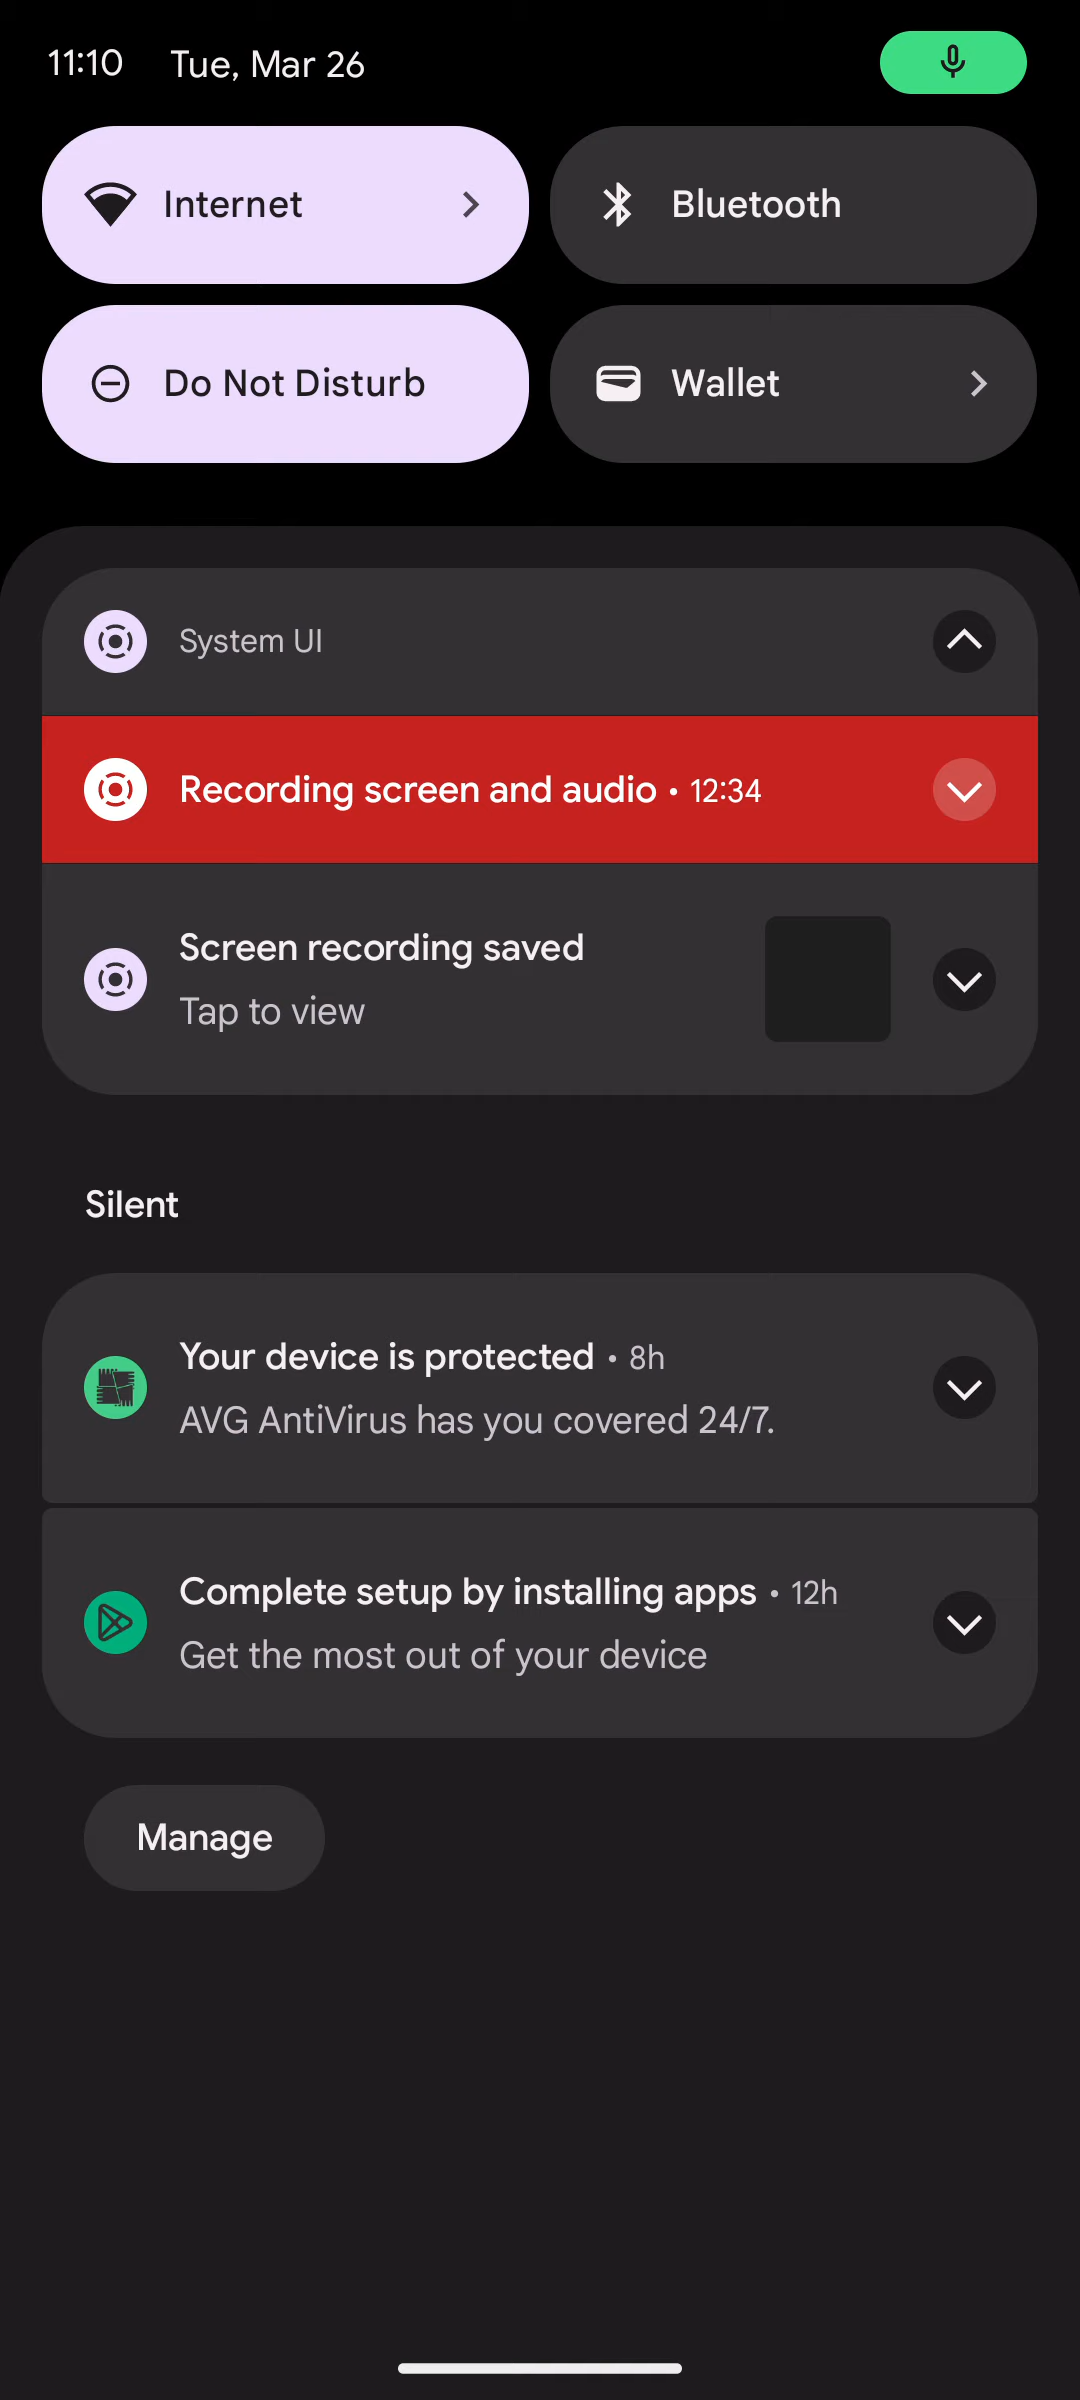 11:10 Tue, Mar 26
Internet
Bluetooth
Do Not Disturb
Wallet
System UI
Recording screen and audio • 12:34
Screen recording saved
Tap to view
Silent
Your device is protected • 8h
AVG AntiVirus has you covered 24/7.
Complete setup by installing apps • 12h
Get the most out of your device
Manage